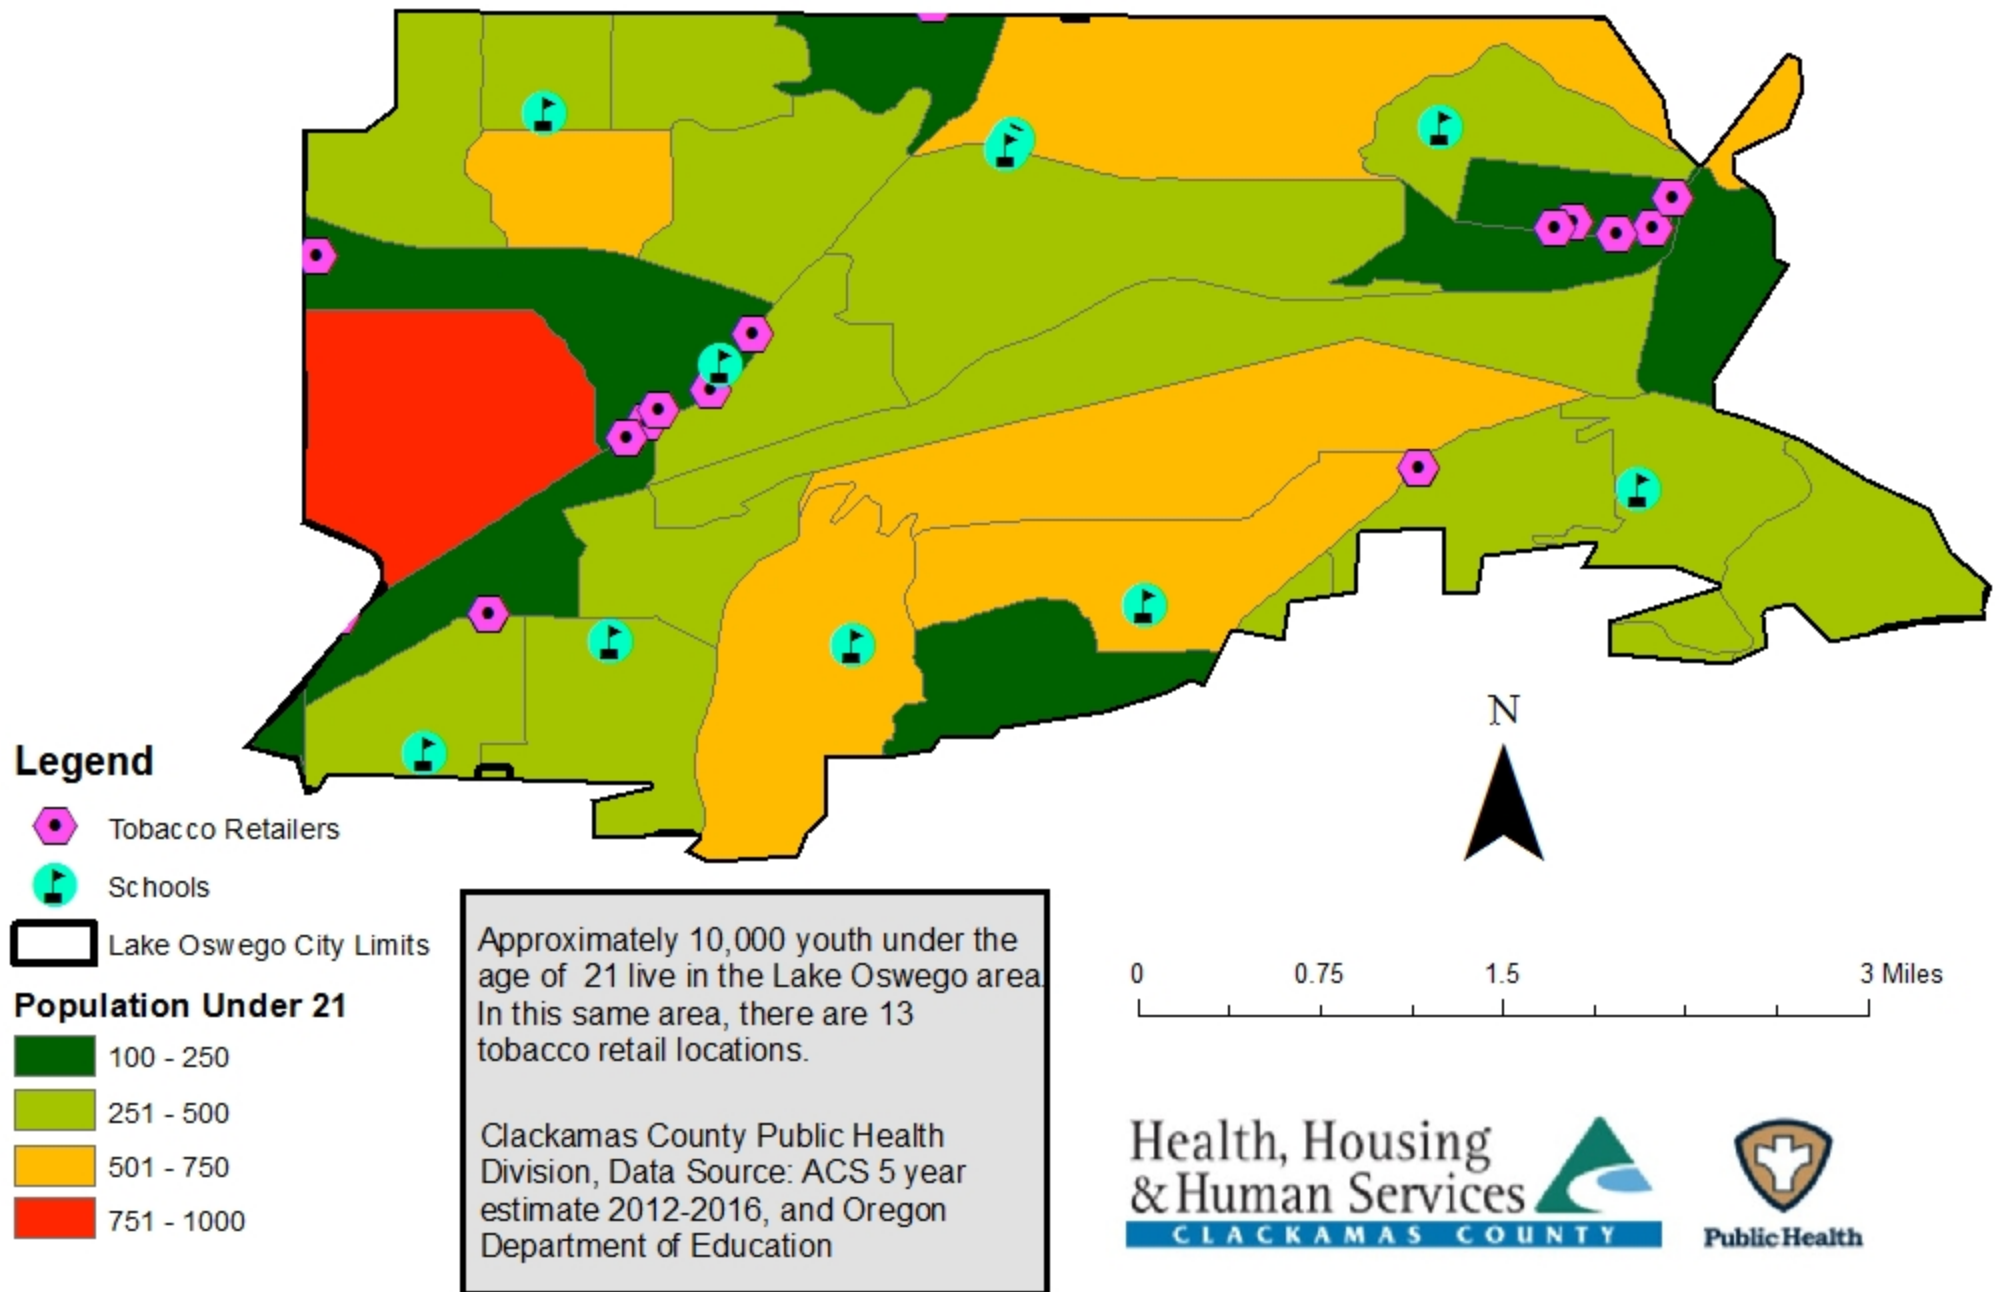 N
Legend
Tobacco Retailers
Schools
Lake Oswego City Limits
Population Under 21
100 - 250
251 - 500
501 - 750
751 - 1000
Approximately 10,000 youth under the
age of 21 live in the Lake Oswego area.
In this same area, there are 13
tobacco retail locations.
Clackamas County Public Health
Division, Data Source: ACS 5 year
estimate 2012-2016, and Oregon
Department of Education
0 0.75 1.5 3 Miles
Health, Housing
& Human Services
CLACKAMAS COUNTY
Public Health